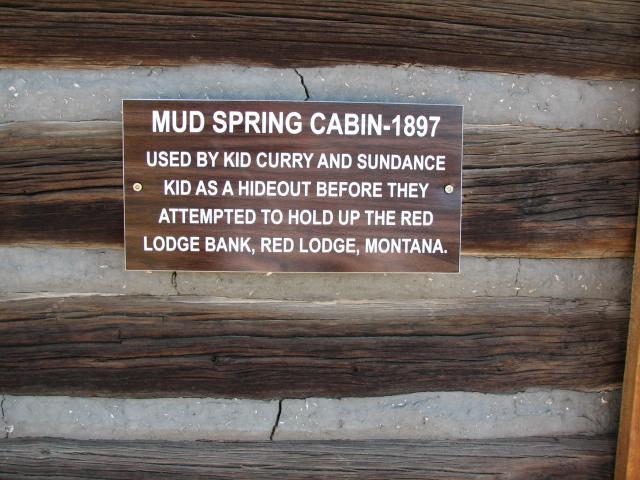 MUD SPRING CABIN-1897
USED BY KID CURRY AND SUNDANCE
KID AS A HIDEOUT BEFORE THEY
ATTEMPTED TO HOLD UP THE RED
LODGE BANK, RED LODGE, MONTANA.